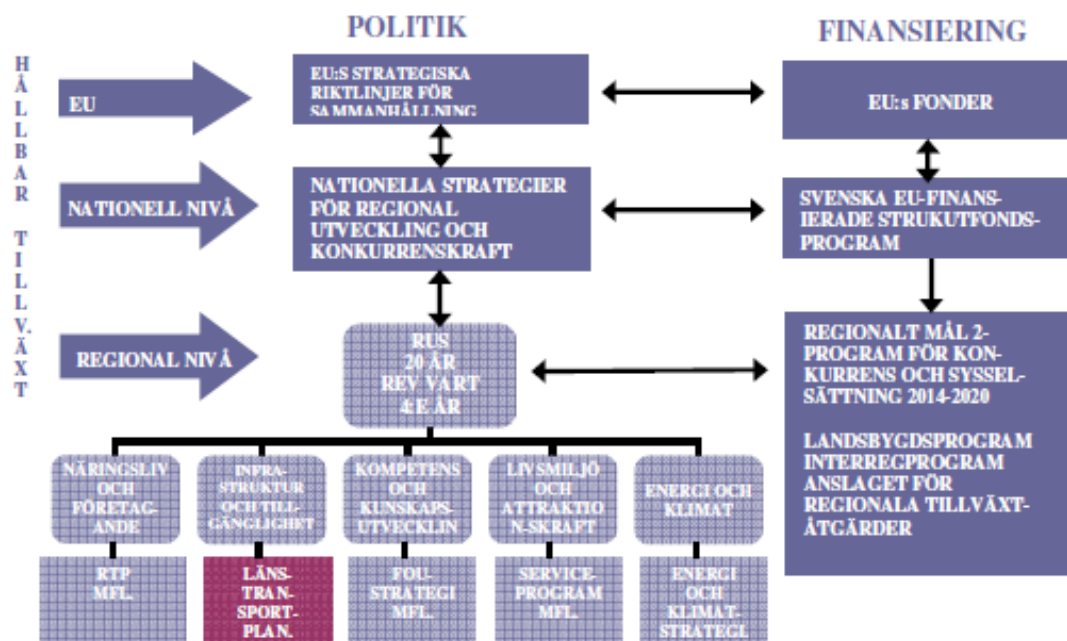 POLITIK
FINANSIERING
HÅLLBAR TILLVÄXT
EU
EU:S STRATEGISKA
RIKTLINJER FÖR
SAMMANHÅLLNING
EU:s FONDER
NATIONELL NIVÅ
NATIONELLA STRATEGIER
FÖR REGIONAL
UTVECKLING OCH
KONKURRENSKRAFT
SVENSKA EU-FINANS-
IERADE STRUKUTFONDS-
PROGRAM
REGIONAL NIVÅ
RUS
20 ÅR
REV VART
4:E ÅR
REGIONALT MÅL 2-
PROGRAM FÖR KON-
KURRENS OCH SYSSEL-
SÄTTNING 2014-2020
LANDSBYGDSPROGRAM
INTERREGPROGRAM
ANSLAGET FÖR
REGIONALA TILLVÄXT-
ÅTGÄRDER
NÄRINGSLIV
OCH
FÖRETAG-
ANDE
INFRA-
STRUKTUR
OCH TILL-
GÄNGLIGHET
KOMPETENS
OCH
KUNSKAPS-
UTVECKLIN
LIVSMILJÖ
OCH
ATTRAKTIO
N-SKRAFT
ENERGI OCH
KLIMAT
RTP
MFL.
LÄNS-
TRAN-
SPORT-
PLAN.
FOU-
STRATEGI
MFL.
SERVICE-
PROGRAM
MFL.
ENERGI
OCH
KLIMAT-
STRATEGI.